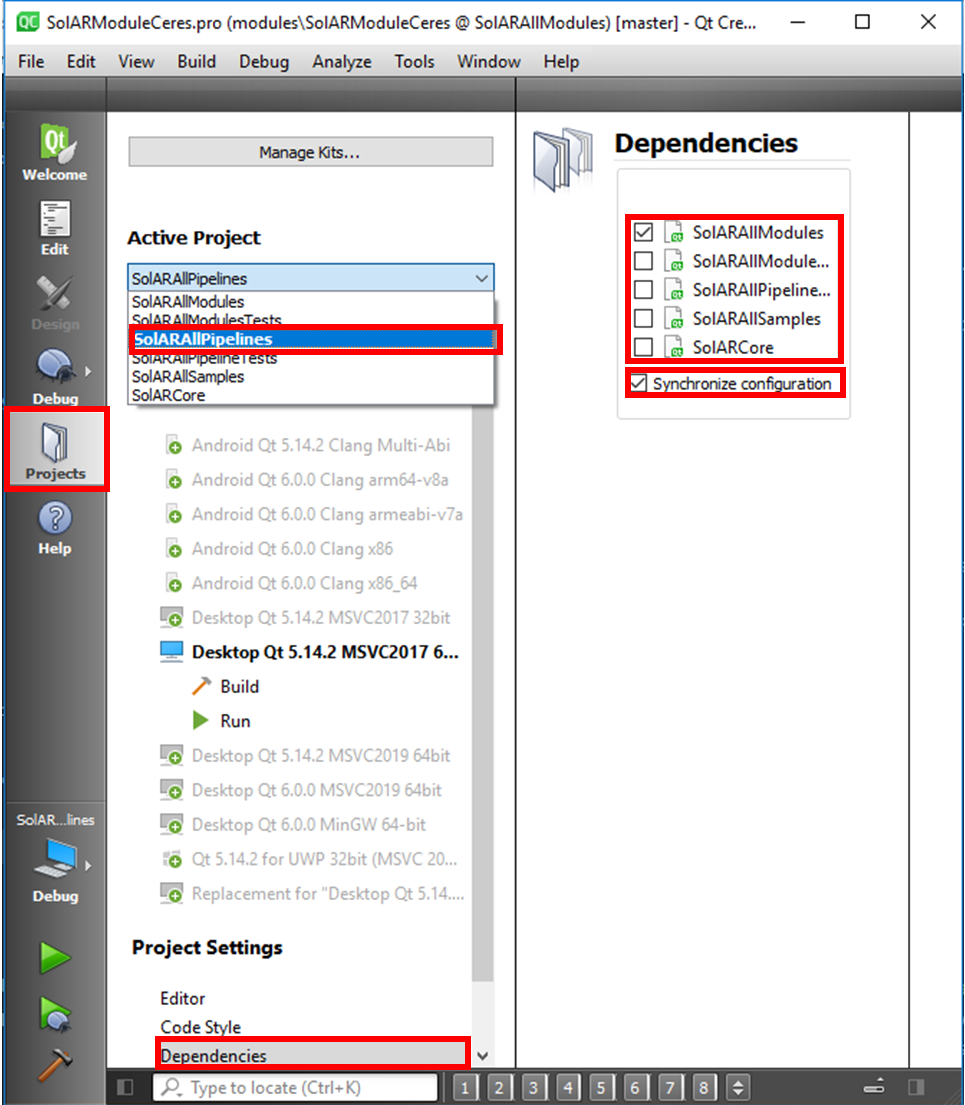 SolARModuleCeres.pro (modules\SolARModuleCeres @ SolARAllModules) [master] - Qt Cre...
File Edit View Build Debug Analyze Tools Window Help
Welcome
Edit
Design
Debug
Projects
Help
SolAR...lines
Debug
Manage Kits...
Active Project
SolARAllPipelines
SolARAllModules
SolARAllModulesTests
SolARAllPipelines
SolARAllPipelineTests
SolARAllSamples
SolARCore
Android Qt 5.14.2 Clang Multi-Abi
Android Qt 6.0.0 Clang arm64-v8a
Android Qt 6.0.0 Clang armeabi-v7a
Android Qt 6.0.0 Clang x86
Android Qt 6.0.0 Clang x86_64
Desktop Qt 5.14.2 MSVC2017 32bit
Desktop Qt 5.14.2 MSVC2017 6...
Build
Run
Desktop Qt 5.14.2 MSVC2019 64bit
Desktop Qt 6.0.0 MSVC2019 64bit
Desktop Qt 6.0.0 MinGW 64-bit
Qt 5.14.2 for UWP 32bit (MSVC 20...
Replacement for "Desktop Qt 5.14....
Project Settings
Editor
Code Style
Dependencies
Dependencies
SolARAllModules
SolARAllModule...
SolARAllPipeline...
SolARAllSamples
SolARCore
Synchronize configuration
Type to locate (Ctrl+K)
1 2 3 4 5 6 7 8